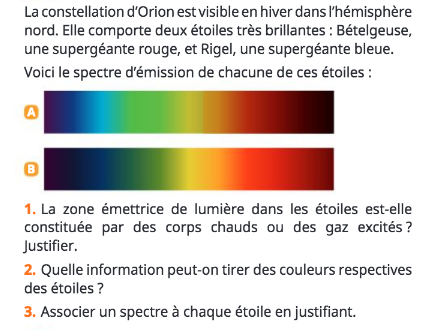 La constellation d'Orion est visible en hiver dans l'hémisphère
nord. Elle comporte deux étoiles très brillantes : Bételgeuse,
une supergéante rouge, et Rigel, une supergéante bleue.
Voici le spectre d'émission de chacune de ces étoiles :
A
B
1. La zone émettrice de lumière dans les étoiles est-elle
constituée par des corps chauds ou des gaz excités ?
Justifier.
2. Quelle information peut-on tirer des couleurs respectives
des étoiles ?
3. Associer un spectre à chaque étoile en justifiant.